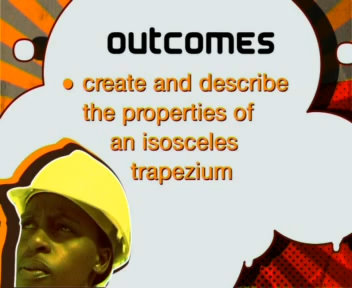 outcomes
• create and describe
the properties of
an isosceles
trapezium